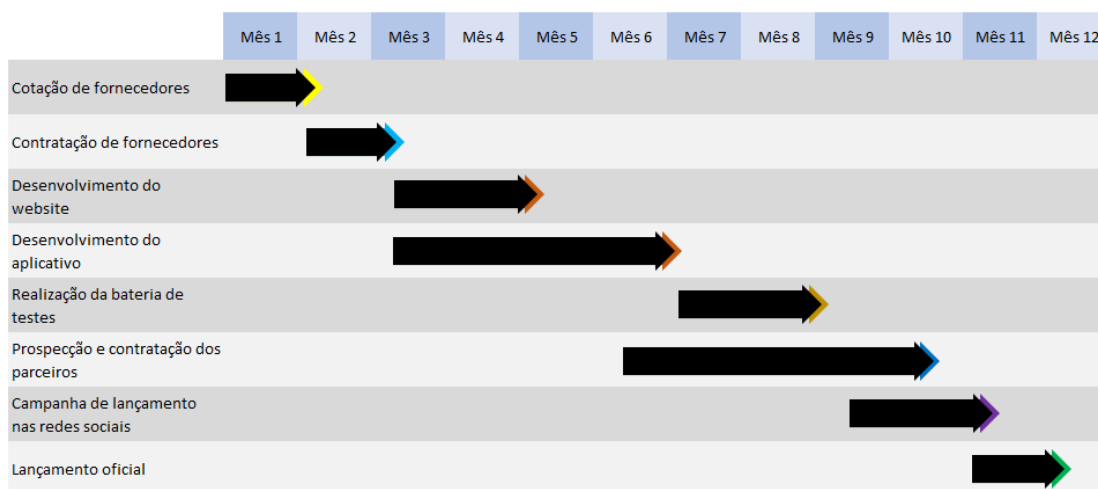 Mês 1 Mês 2 Mês 3 Mês 4 Mês 5 Mês 6 Mês 7 Mês 8 Mês 9 Mês 10 Mês 11 Mês 12
Cotação de fornecedores
Contratação de fornecedores
Desenvolvimento do
website
Desenvolvimento do
aplicativo
Realização da bateria de
testes
Prospecção e contratação dos
parceiros
Campanha de lançamento
nas redes sociais
Lançamento oficial